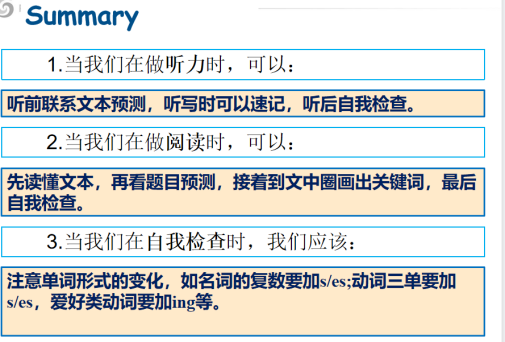 Summary
1.当我们在做听力时，可以：
听前联系文本预测，听写时可以速记，听后自我检查。
2.当我们在做阅读时，可以：
先读懂文本，再看题目预测，接着到文中圈画出关键词，最后
自我检查。
3.当我们在自我检查时，我们应该：
注意单词形式的变化，如名词的复数要加s/es;动词三单要加
s/es，爱好类动词要加ing等。